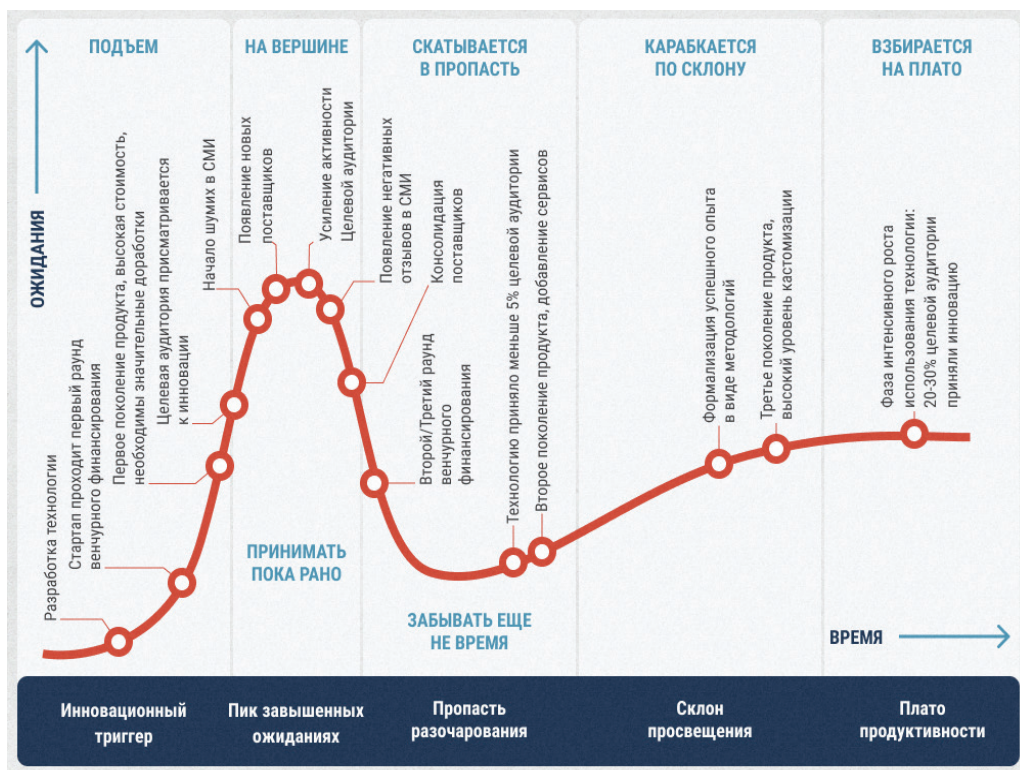 ПОДЪЕМ
НА ВЕРШИНЕ
СКАТЫВАЕТСЯ
В ПРОПАСТЬ
КАРАБКАЕТСЯ
ПО СКЛОНУ
ВЗБИРАЕТСЯ
НА ПЛАТО
ОЖИДАНИЯ
Разработка технологии
Стартап проходит первый раунд
венчурного финансирования
Первое поколение продукта, высокая стоимость,
необходимы значительные доработки
Целевая аудитория присматривается
к инновации
Начало шумих в СМИ
Появление новых
поставщиков
Усиление активности
Целевой аудитории
Появление негативных
отзывов в СМИ
Консолидация
поставщиков
Второй/Третий раунд
венчурного
финансирования
Технологию приняло меньше 5% целевой аудитории
Второе поколение продукта, добавление сервисов
Формализация успешного опыта
в виде методологий
Третье поколение продукта,
высокий уровень кастомизации
Фаза интенсивного роста
использования технологии:
20-30% целевой аудитории
приняли инновацию
ПРИНИМАТЬ
ПОКА РАНО
ЗАБЫВАТЬ ЕЩЕ
НЕ ВРЕМЯ
ВРЕМЯ
Инновационный
триггер
Пик завышенных
ожиданиях
Пропасть
разочарования
Склон
просвещения
Плато
продуктивности